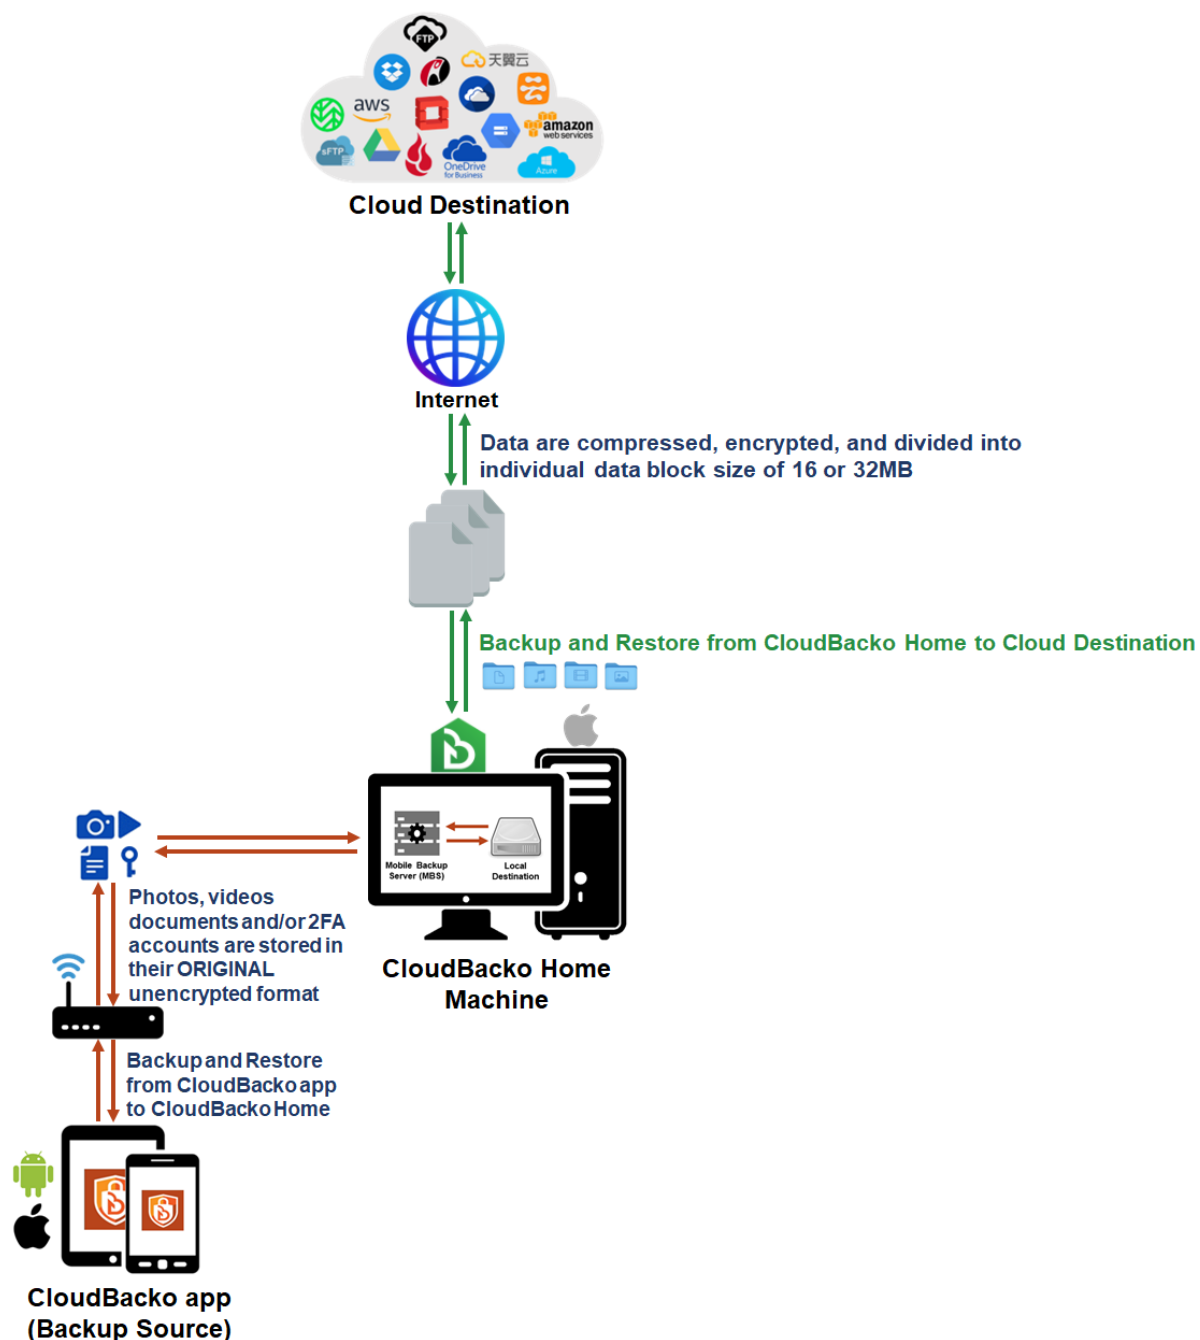 FTP
天翼云
aws
amazon
web services
sFTP
OneDrive
for Business
Azure
Cloud Destination
Internet
Data are compressed, encrypted, and divided into
individual data block size of 16 or 32MB
Backup and Restore from CloudBacko Home to Cloud Destination
Mobile Backup
Server (MBS)
Local
Destination
CloudBacko Home
Machine
Photos, videos
documents and/or 2FA
accounts are stored in
their ORIGINAL
unencrypted format
Backup and Restore
from CloudBacko app
to CloudBacko Home
CloudBacko app
(Backup Source)